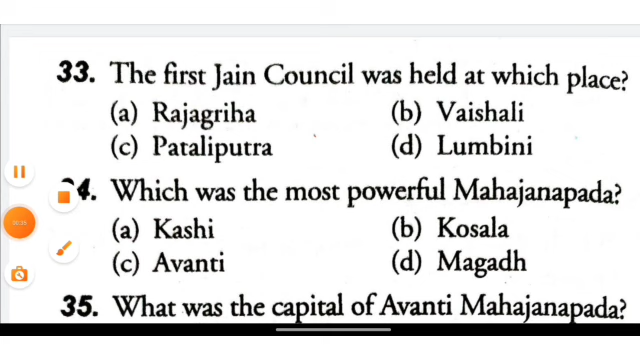 33. The first Jain Council was held at which place?
(a) Rajagriha (b) Vaishali
(c) Pataliputra (d) Lumbini
4. Which was the most powerful Mahajanapada?
(a) Kashi (b) Kosala
(c) Avanti (d) Magadh
35. What was the capital of Avanti Mahajanapada?